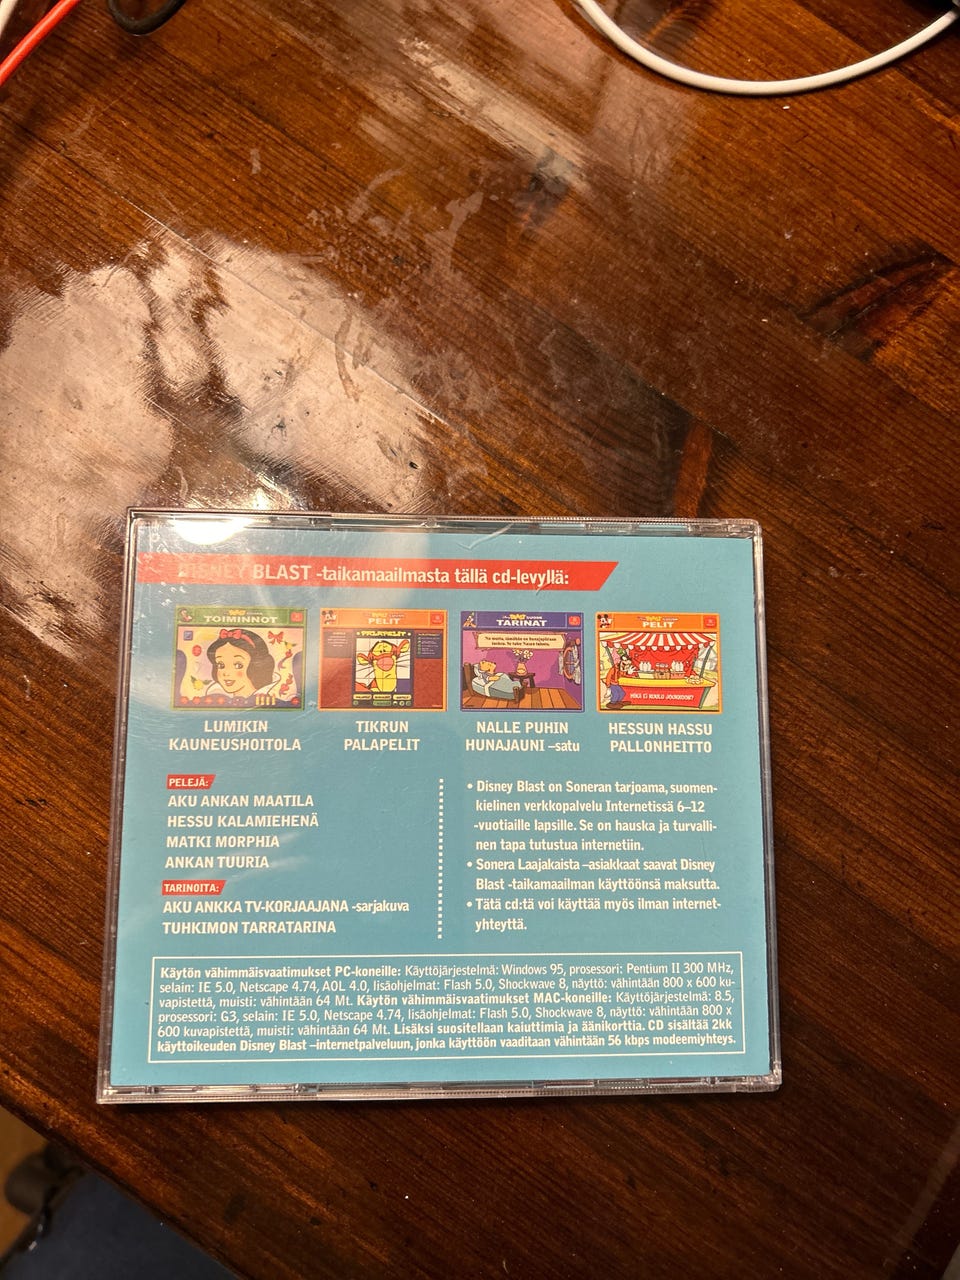 DISNEY BLAST -taikamaailmasta tällä cd-levyllä:
TOIMINNOT
PELIT
TARINAT
PELIT
PALAPELIT
MIKÄ EI KUULU JOUKKOON?
LUMIKIN
KAUNEUSHOITOLA
TIKRUN
PALAPELIT
NALLE PUHIN
HUNAJAUNI –satu
HESSUN HASSU
PALLONHEITTO
PELEJÄ:
AKU ANKAN MAATILA
HESSU KALAMIEHENÄ
MATKI MORPHIA
ANKAN TUURIA
TARINOITA:
AKU ANKKA TV-KORJAAJANA -sarjakuva
TUHKIMON TARRATARINA
• Disney Blast on Soneran tarjoama, suomen-
kielinen verkkopalvelu Internetissä 6–12
-vuotiaille lapsille. Se on hauska ja turvalli-
nen tapa tutustua internetiin.
• Sonera Laajakaista –asiakkaat saavat Disney
Blast -taikamaailman käyttöönsä maksutta.
• Tätä cd:tä voi käyttää myös ilman internet-
yhteyttä.
Käytön vähimmäisvaatimukset PC-koneille: Käyttöjärjestelmä: Windows 95, prosessori: Pentium II 300 MHz,
selain: IE 5.0, Netscape 4.74, AOL 4.0, lisäohjelmat: Flash 5.0, Shockwave 8, näyttö: vähintään 800 x 600 ku-
vapistettä, muisti: vähintään 64 Mt. Käytön vähimmäisvaatimukset MAC-koneille: Käyttöjärjestelmä: 8.5,
prosessori: G3, selain: IE 5.0, Netscape 4.74, lisäohjelmat: Flash 5.0, Shockwave 8, näyttö: vähintään 800 x
600 kuvapistettä, muisti: vähintään 64 Mt. Lisäksi suositellaan kaiuttimia ja äänikorttia. CD sisältää 2kk
käyttoikeuden Disney Blast –internetpalveluun, jonka käyttöön vaaditaan vähintään 56 kbps modeemiyhteys.